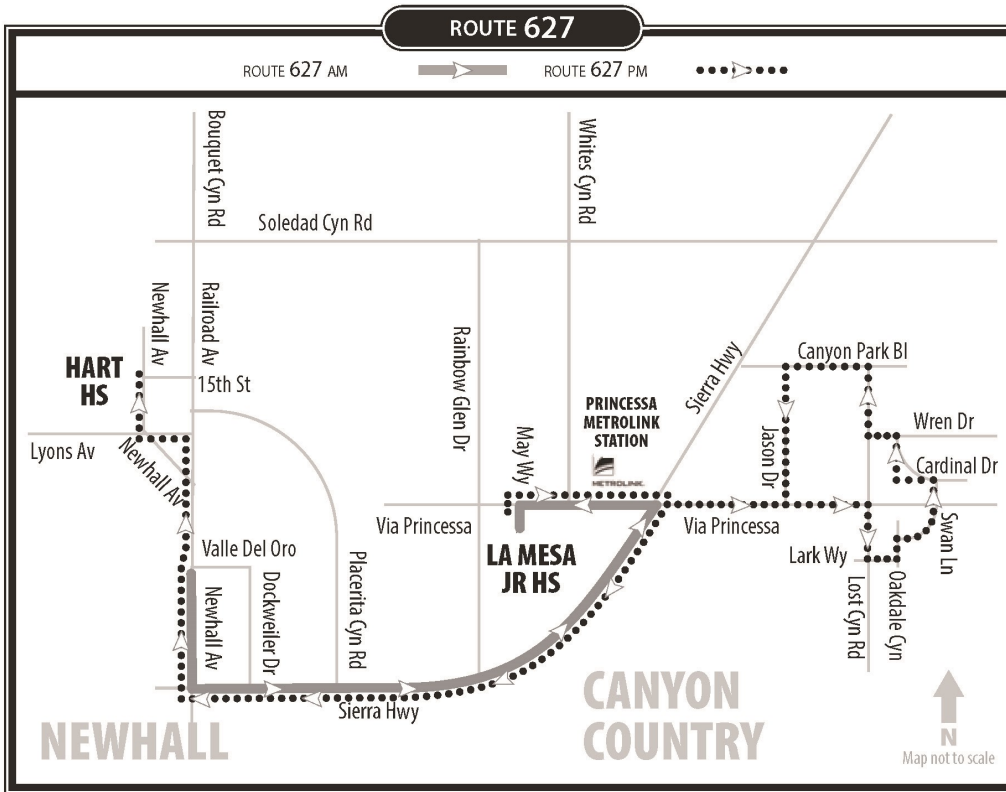 ROUTE 627
ROUTE 627 AM
ROUTE 627 PM
Bouquet Cyn Rd
Whites Cyn Rd
Soledad Cyn Rd
Newhall Av
Railroad Av
Rainbow Glen Dr
Sierra Hwy
Canyon Park Bl
HART
HS
15th St
PRINCESSA
METROLINK
STATION
METROLINK
Lyons Av
Newhall Av
May Wy
Jason Dr
Wren Dr
Cardinal Dr
Via Princessa
Via Princessa
Swan Ln
LA MESA
JR HS
Valle Del Oro
Newhall Av
Dockweiler Dr
Placerita Cyn Rd
Lark Wy
Lost Cyn Rd
Oakdale Cyn
Sierra Hwy
NEWHALL
CANYON
COUNTRY
N
Map not to scale